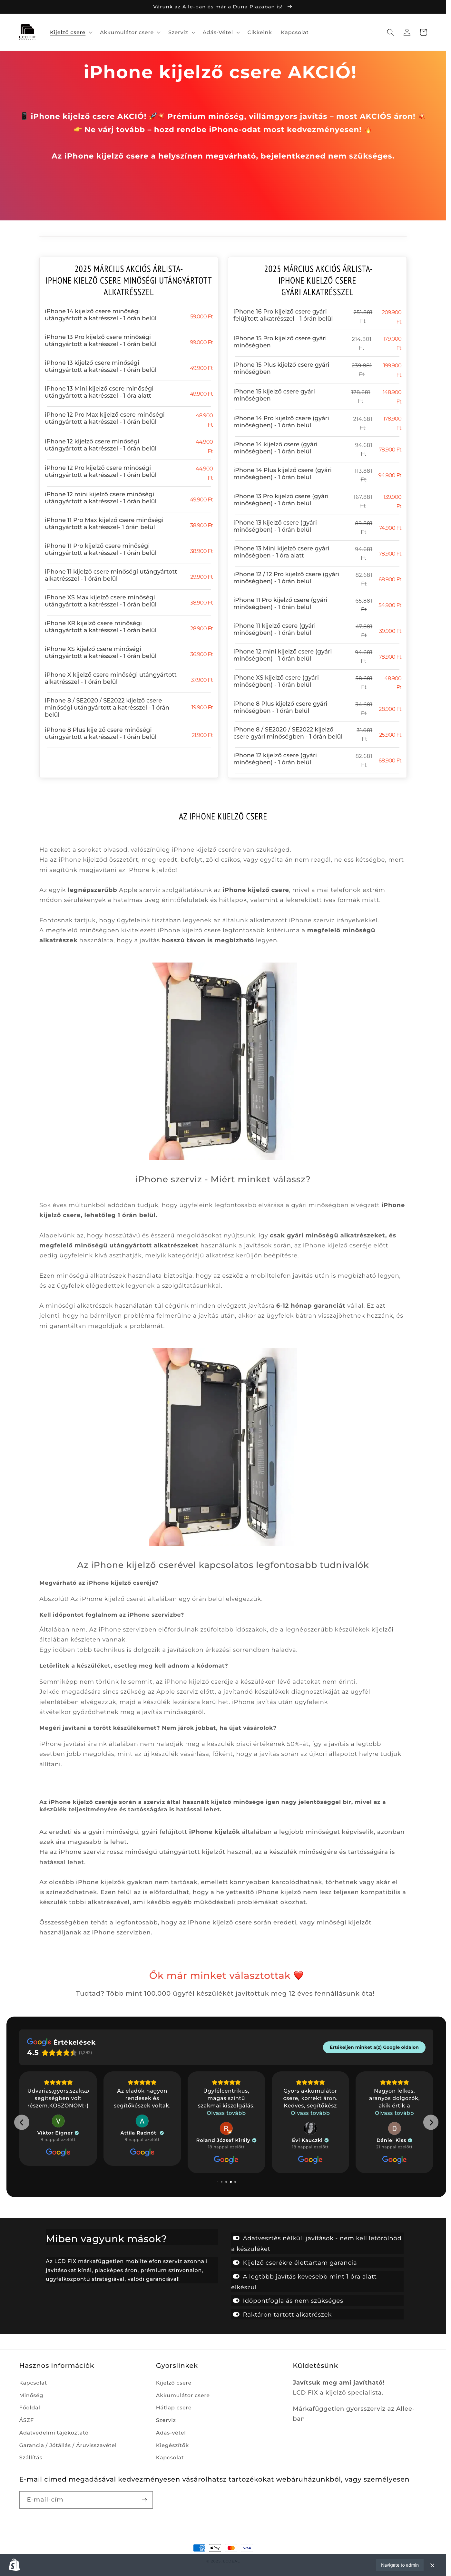 Várunk az Alle-ban és már a Duna Plazaban is! →
LCDFIX
Kijelző csere
Akkumulátor csere
Szerviz
Adás-Vétel
Cikkeink
Kapcsolat
iPhone kijelző csere AKCIÓ!
iPhone kijelző csere AKCIÓ! 🚀 Prémium minőség, villámgyors javítás – most AKCIÓS áron! 💥
👉 Ne várj tovább – hozd rendbe iPhone-odat most kedvezményesen! 🔥
Az iPhone kijelző csere a helyszínen megvárható, bejelentkezned nem szükséges.
2025 MÁRCIUS AKCIÓS ÁRLISTA-
IPHONE KIELZŐ CSERE MINŐSÉGI UTÁNGYÁRTOTT
ALKATRÉSSZEL
iPhone 14 kijelző csere minőségi
utángyártott alkatrésszel - 1 órán belül
59,900 Ft
iPhone 13 Pro kijelző csere minőségi
utángyártott alkatrésszel - 1 órán belül
99,000 Ft
iPhone 13 kijelző csere minőségi
utángyártott alkatrésszel - 1 órán belül
49,900 Ft
iPhone 13 Mini kijelző csere minőségi
utángyártott alkatrésszel - 1 óra alatt
49,900 Ft
iPhone 12 Pro Max kijelző csere minőségi
utángyártott alkatrésszel - 1 órán belül
48,900
Ft
iPhone 12 kijelző csere minőségi
utángyártott alkatrésszel - 1 órán belül
44,900
Ft
iPhone 12 Pro kijelző csere minőségi
utángyártott alkatrésszel - 1 órán belül
44,900
Ft
iPhone 12 mini kijelző csere minőségi
utángyártott alkatrésszel - 1 órán belül
49,900 Ft
iPhone 11 Pro Max kijelző csere minőségi
utángyártott alkatrésszel- 1 órán belül
38,900 Ft
iPhone 11 Pro kijelző csere minőségi
utángyártott alkatrésszel - 1 órán belül
38,900 Ft
iPhone 11 kijelző csere minőségi utángyártott
alkatrésszel - 1 órán belül
29,900 Ft
iPhone XS Max kijelző csere minőségi
utángyártott alkatrésszel - 1 órán belül
38,900 Ft
iPhone XR kijelző csere minőségi
utángyártott alkatrésszel - 1 órán belül
28,900 Ft
iPhone XS kijelző csere minőségi
utángyártott alkatrésszel - 1 órán belül
36,900 Ft
iPhone X kijelző csere minőségi utángyártott
alkatrésszel - 1 órán belül
37,900 Ft
iPhone 8 / SE2020 / SE2022 kijelző csere
minőségi utángyártott alkatrésszel - 1 órán
belül
19,900 Ft
iPhone 8 Plus kijelző csere minőségi
utángyártott alkatrésszel - 1 órán belül
21,900 Ft
2025 MÁRCIUS AKCIÓS ÁRLISTA-
IPHONE KIJELZŐ CSERE
GYÁRI ALKATRÉSSZEL
iPhone 16 Pro kijelző csere gyári
felújított alkatrésszel - 1 órán belül
251.881
Ft
209,900
Ft
iPhone 15 Pro kijelző csere gyári
minőségben
214.801
Ft
179,000
Ft
iPhone 15 Plus kijelző csere gyári
minőségben
239.881
Ft
199,900
Ft
iPhone 15 kijelző csere gyári
minőségben
178.681
Ft
148,900
Ft
iPhone 14 Pro kijelző csere (gyári
minőségben) - 1 órán belül
214.681
Ft
178,900
Ft
iPhone 14 kijelző csere (gyári
minőségben) - 1 órán belül
94.681
Ft
78,900 Ft
iPhone 14 Plus kijelző csere (gyári
minőségben) - 1 órán belül
113.881
Ft
94,900 Ft
iPhone 13 Pro kijelző csere (gyári
minőségben) - 1 órán belül
167.881
Ft
139,900
Ft
iPhone 13 kijelző csere (gyári
minőségben) - 1 órán belül
89.881
Ft
74,900 Ft
iPhone 13 Mini kijelző csere gyári
minőségben - 1 óra alatt
94.681
Ft
78,900 Ft
iPhone 12 / 12 Pro kijelző csere (gyári
minőségben) - 1 órán belül
82.681
Ft
68,900 Ft
iPhone 11 Pro kijelző csere (gyári
minőségben) - 1 órán belül
65.881
Ft
54,900 Ft
iPhone 11 kijelző csere (gyári
minőségben) - 1 órán belül
47.881
Ft
39,900 Ft
iPhone 12 mini kijelző csere (gyári
minőségben) - 1 órán belül
94.681
Ft
78,900 Ft
iPhone XS kijelző csere (gyári
minőségben) - 1 órán belül
58.681
Ft
48,900
Ft
iPhone 8 Plus kijelző csere gyári
minőségben - 1 órán belül
34.681
Ft
28,900 Ft
iPhone 8 / SE2020 / SE2022 kijelző
csere gyári minőségben - 1 órán belül
31.081
Ft
25,900 Ft
iPhone 12 kijelző csere (gyári
minőségben) - 1 órán belül
82.681
Ft
68,900 Ft
AZ IPHONE KIJELZŐ CSERE
Ha ezeket a sorokat olvasod, valószínűleg iPhone kijelző cserére van szükséged.
Ha az iPhone kijelződ összetört, megrepedt, befolyt, zöld csíkos, vagy egyáltalán nem reagál, ne ess kétségbe, mert
mi segítünk megjavítani az iPhone kijelződ!
Az egyik legnépszerűbb Apple szerviz szolgáltatásunk az iPhone kijelző csere, mivel a mai telefonok extrém
módon sérülékenyek a hatalmas üveg érintőfelületek és hátlapok, valamint a lekerekített íves formák miatt.
Fontosnak tartjuk, hogy ügyfeleink tisztában legyenek az általunk alkalmazott iPhone szerviz irányelvekkel.
A megfelelő minőségben kivitelezett iPhone kijelző csere legfontosabb kritériuma a megfelelő minőségű
alkatrészek használata, hogy a javítás hosszú távon is megbízható legyen.
iPhone szerviz - Miért minket válassz?
Sok éves múltunkból adódóan tudjuk, hogy ügyfeleink legfontosabb elvárása a gyári minőségben elvégzett iPhone
kijelző csere, lehetőleg 1 órán belül.
Alapelvünk az, hogy hosszútávú és ésszerű megoldásokat nyújtsunk, így csak gyári minőségű alkatrészeket, és
megfelelő minőségű utángyártott alkatrészeket használunk a javítások során, az iPhone kijelző cseréje előtt
pedig ügyfeleink kiválaszthatják, melyik kategóriájú alkatrész kerüljön beépítésre.
Ezen minőségű alkatrészek használata biztosítja, hogy az eszköz a mobiltelefon javítás után is megbízható legyen,
és az ügyfelek elégedettek legyenek a szolgáltatásunkkal.
A minőségi alkatrészek használatán túl cégünk minden elvégzett javításra 6-12 hónap garanciát vállal. Ez azt
jelenti, hogy ha bármilyen probléma felmerülne a javítás után, akkor az ügyfelek bátran visszajöhetnek hozzánk, és
mi garantáltan megoldjuk a problémát.
Az iPhone kijelző cserével kapcsolatos legfontosabb tudnivalók
Megvárható az iPhone kijelző cseréje?
Abszolút! Az iPhone kijelző cserét általában egy órán belül elvégezzük.
Kell időpontot foglalnom az iPhone szervizbe?
Általában nem. Az iPhone szervizben előfordulnak zsúfoltabb időszakok, de a legnépszerűbb készülékek kijelzői
általában készleten vannak.
Egy időben több technikus is dolgozik a javításokon érkezési sorrendben haladva.
Letörlitek a készüléket, esetleg meg kell adnom a kódomat?
Semmiképp nem törlünk le semmit, az iPhone kijelző cseréje a készüléken lévő adatokat nem érinti.
Jelkód megadására sincs szükség az Apple szerviz előtt, a javítandó készülék diagnosztikáját az ügyfél
jelenlétében elvégezzük, majd a készülék lezárásra kerülhet. iPhone javítás után ügyfeleink
átvételkor győződhetnek meg a javítás minőségéről.
Megéri javítani a törött készülékemet? Nem járok jobbat, ha újat vásárolok?
iPhone javítási áraink általában nem haladják meg a készülék piaci értékének 50%-át, így a javítás a legtöbb
esetben jobb megoldás, mint az új készülék vásárlása, főként, hogy a javítás során az újkori állapotot helyre tudjuk
állítani.
Az iPhone kijelző cseréje során a szerviz által használt kijelző minősége igen nagy jelentőséggel bír, mivel az a
készülék teljesítményére és tartósságára is hatással lehet.
Az eredeti és a gyári minőségű, gyári felújított iPhone kijelzők általában a legjobb minőséget képviselik, azonban
ezek ára magasabb is lehet.
Ha az iPhone szerviz rossz minőségű utángyártott kijelzőt használ, az a készülék minőségére és tartósságára is
hatással lehet.
Az olcsóbb iPhone kijelzők gyakran nem tartósak, emellett könnyebben karcolódhatnak, törhetnek vagy akár el
is színeződhetnek. Ezen felül az is előfordulhat, hogy a helyettesítő iPhone kijelző nem lesz teljesen kompatibilis a
készülék többi alkatrészével, ami később egyéb működésbeli problémákat okozhat.
Összességében tehát a legfontosabb, hogy az iPhone kijelző csere során eredeti, vagy minőségi kijelzőt
használjanak az iPhone szervizben.
Ők már minket választottak ❤️
Tudtad? Több mint 100.000 ügyfél készülékét javítottuk meg 12 éves fennállásunk óta!
Google Értékelések
4.5
Értékeljen minket a(z) Google oldalon
Udvarias,gyors,szaksze
segítségben volt
részem.KÖSZÖNÖM:-)
V
Viktor Eigner
9 nappal ezelőtt
Google
Az eladók nagyon
rendesek és
segítőkészek voltak.
A
Attila Radnóti
9 nappal ezelőtt
Google
Ügyfélcentrikus,
magas szintű
szakmai kiszolgálás.
Olvass tovább
R
Roland József Király
18 nappal ezelőtt
Google
Gyors akkumulátor
csere, korrekt áron.
Kedves, segítőkész
Olvass tovább
Évi Kauczki
18 nappal ezelőtt
Google
Nagyon lelkes,
aranyos dolgozók,
akik értik a
Olvass tovább
D
Dániel Kiss
21 nappal ezelőtt
Google
Miben vagyunk mások?
Az LCD FIX márkafüggetlen mobiltelefon szerviz azonnali
javításokat kínál, piacképes áron, prémium színvonalon,
ügyfélközpontú stratégiával, valódi garanciával!
Adatvesztés nélküli javítások - nem kell letörölnöd
a készüléket
Kijelző cserékre élettartam garancia
A legtöbb javítás kevesebb mint 1 óra alatt
elkészül
Időpontfoglalás nem szükséges
Raktáron tartott alkatrészek
Hasznos információk
Kapcsolat
Minőség
Főoldal
ÁSZF
Adatvédelmi tájékoztató
Garancia / Jótállás / Áruvisszavétel
Szállítás
Gyorslinkek
Kijelző csere
Akkumulátor csere
Hátlap csere
Szerviz
Adás-vétel
Kiegészítők
Kapcsolat
Küldetésünk
Javítsuk meg ami javítható!
LCD FIX a kijelző specialista.
Márkafüggetlen gyorsszerviz az Allee-
ban
E-mail címed megadásával kedvezményesen vásárolhatsz tartozékokat webáruházunkból, vagy személyesen
E-mail-cím
Pay
VISA
Navigate to admin